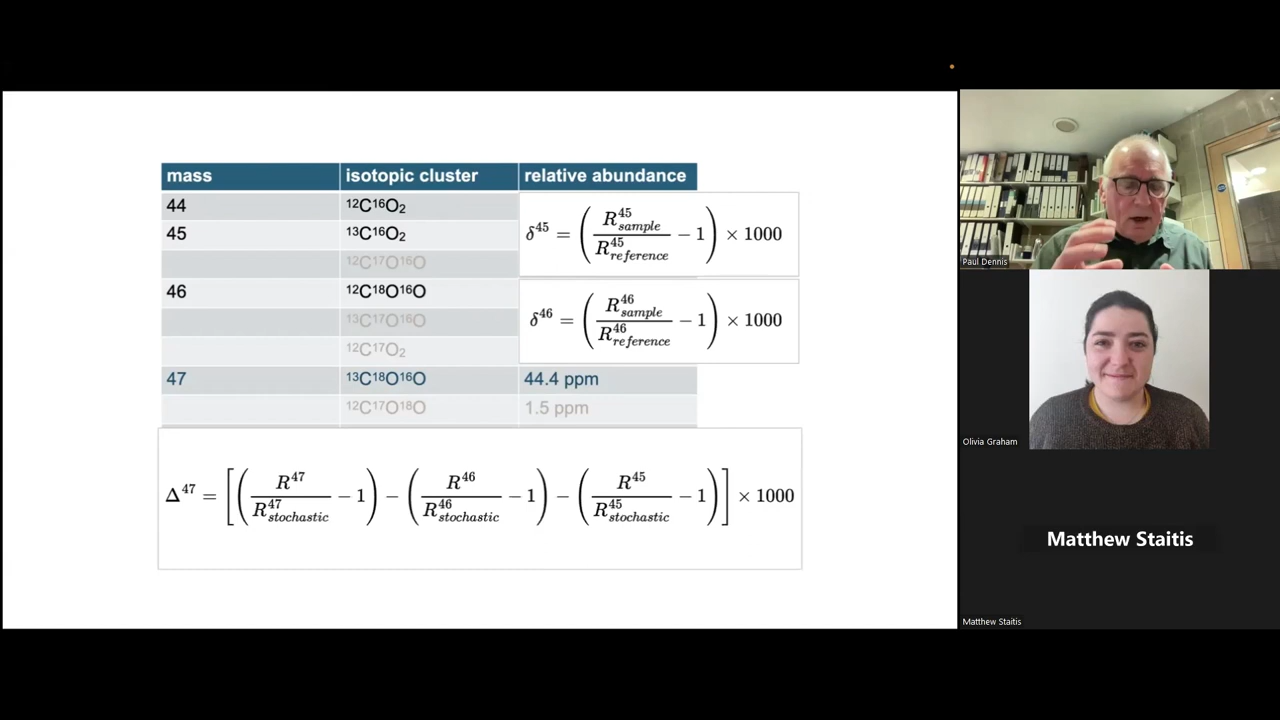 mass isotopic cluster relative abundance
44 ¹²C¹⁶O₂
45 ¹³C¹⁶O₂
¹²C¹⁷O¹⁶O
δ⁴⁵ = (R⁴⁵sample / R⁴⁵reference − 1) × 1000
46 ¹²C¹⁸O¹⁶O
¹³C¹⁷O¹⁶O
¹²C¹⁷O₂
δ⁴⁶ = (R⁴⁶sample / R⁴⁶reference − 1) × 1000
47 ¹³C¹⁸O¹⁶O 44.4 ppm
¹²C¹⁷O¹⁸O 1.5 ppm
Δ⁴⁷ = [(R⁴⁷ / R⁴⁷stochastic − 1) − (R⁴⁶ / R⁴⁶stochastic − 1) − (R⁴⁵ / R⁴⁵stochastic − 1)] × 1000
Paul Dennis
Olivia Graham
Matthew Staitis
Matthew Staitis